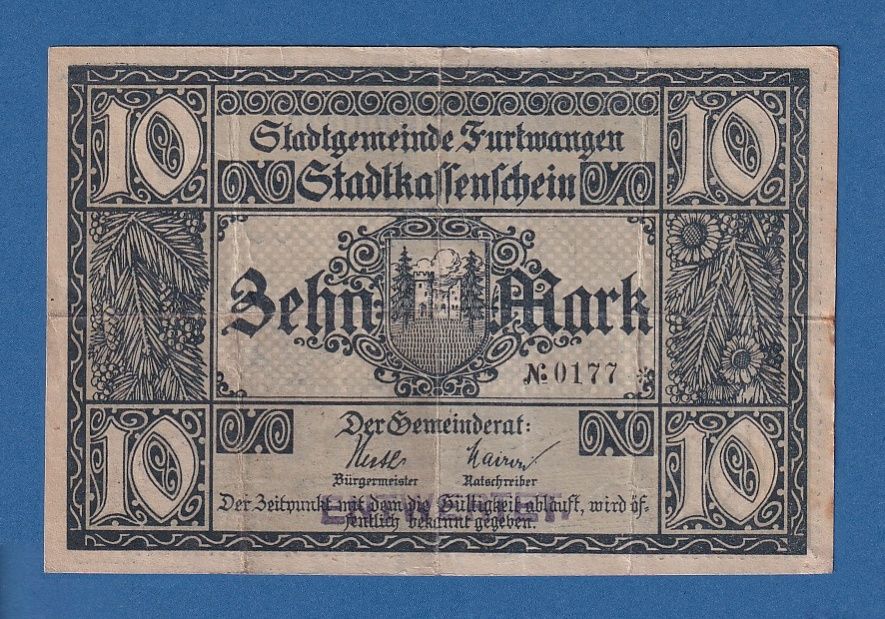 10 10
Stadtgemeinde Furtwangen
Stadtkassenschein
Zehn Mark
№ 0177 *
10 10
Der Gemeinderat:
Bürgermeister Ratschreiber
Der Zeitpunkt mit dem die Gültigkeit abläuft, wird öf-
fentlich bekannt gegeben.
ENTWERTET